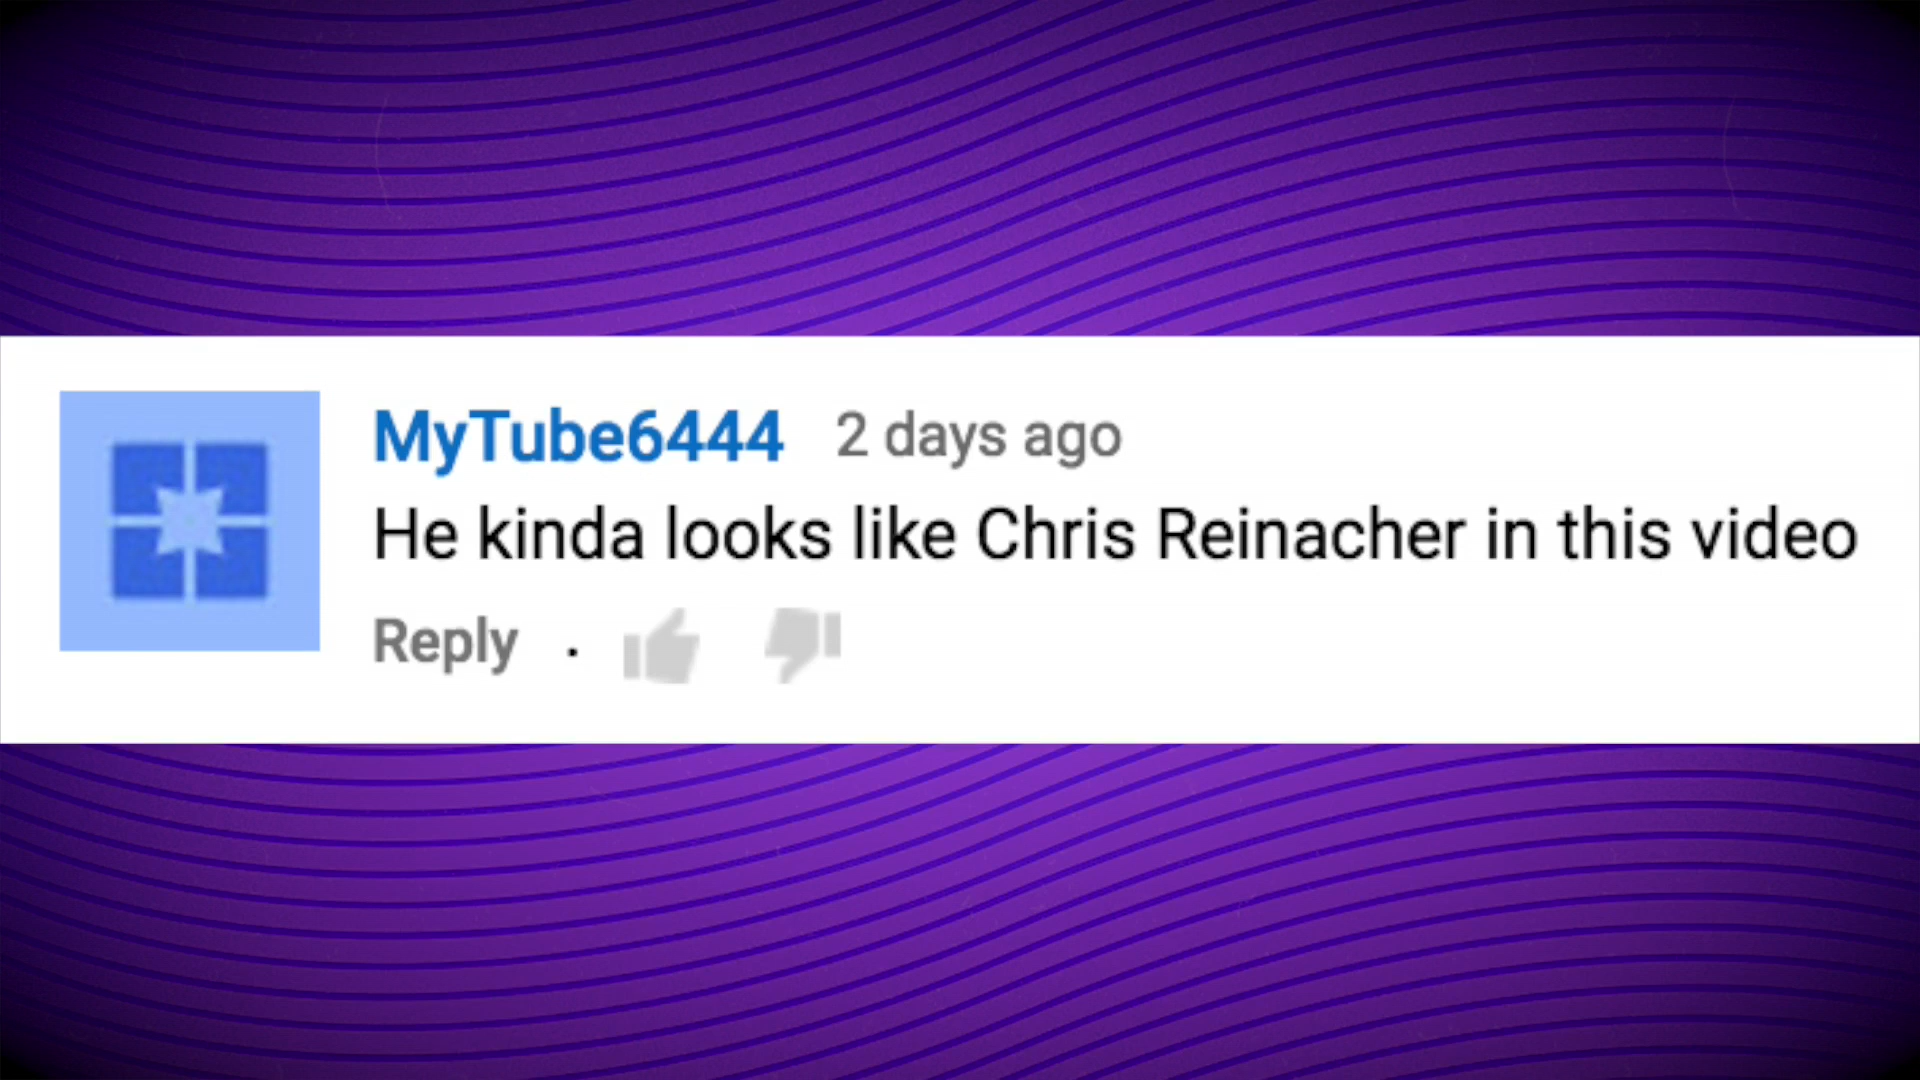 MyTube6444 2 days ago
He kinda looks like Chris Reinacher in this video
Reply .